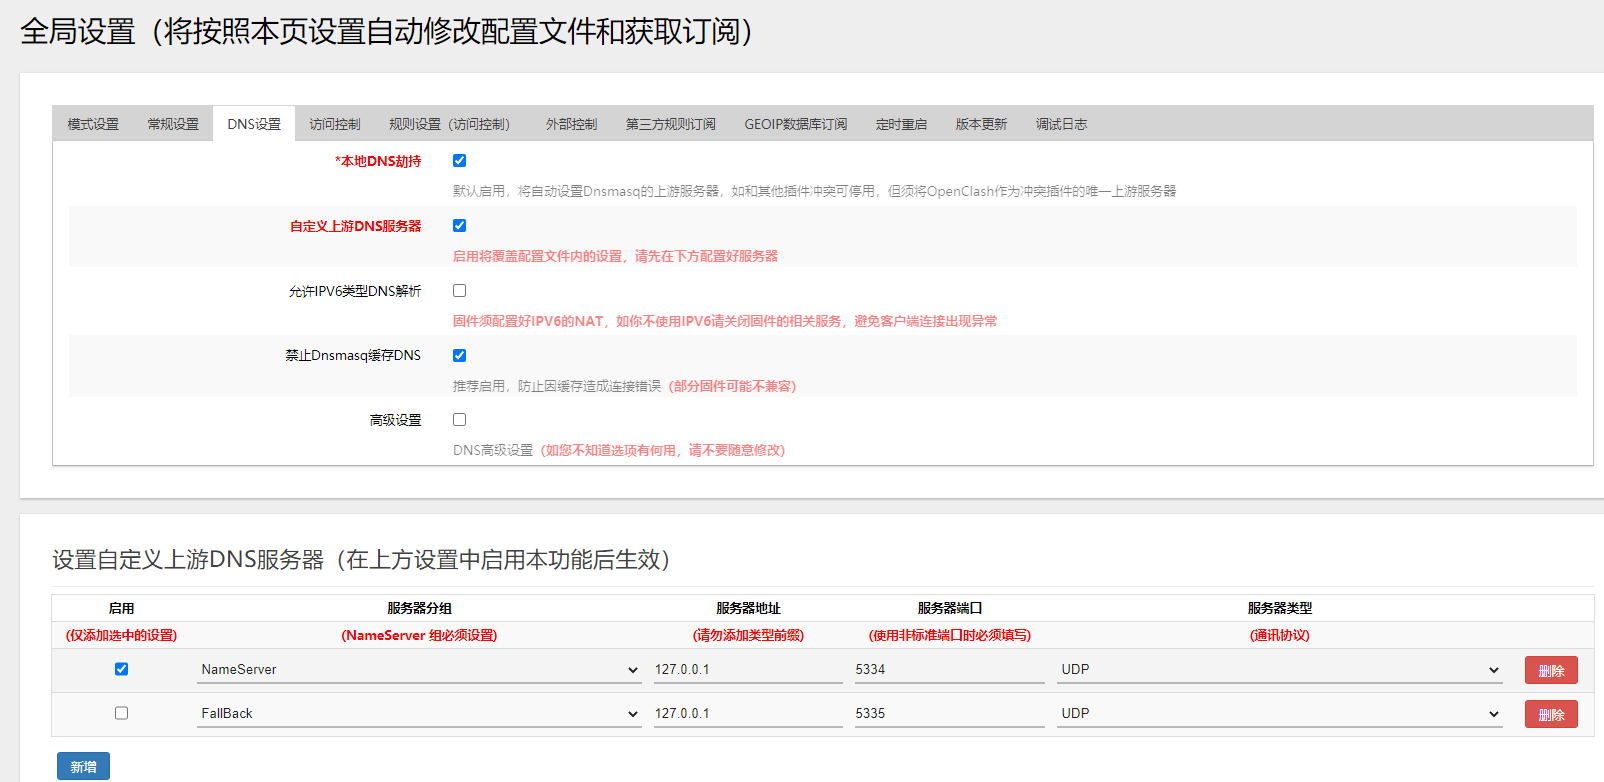 全局设置（将按照本页设置自动修改配置文件和获取订阅）
模式设置 常规设置 DNS设置 访问控制 规则设置（访问控制） 外部控制 第三方规则订阅 GEOIP数据库订阅 定时重启 版本更新 调试日志
*本地DNS劫持
默认启用，将自动设置Dnsmasq的上游服务器，如和其他插件冲突可停用，但须将OpenClash作为冲突插件的唯一上游服务器
自定义上游DNS服务器
启用将覆盖配置文件内的设置，请先在下方配置好服务器
允许IPV6类型DNS解析
固件须配置好IPV6的NAT，如你不使用IPV6请关闭固件的相关服务，避免客户端连接出现异常
禁止Dnsmasq缓存DNS
推荐启用，防止因缓存造成连接错误（部分固件可能不兼容）
高级设置
DNS高级设置（如您不知道选项有何用，请不要随意修改）
设置自定义上游DNS服务器（在上方设置中启用本功能后生效）
启用 服务器分组 服务器地址 服务器端口 服务器类型
(仅添加选中的设置) (NameServer 组必须设置) (请勿添加类型前缀) (使用非标准端口时必须填写) (通讯协议)
NameServer 127.0.0.1 5334 UDP 删除
FallBack 127.0.0.1 5335 UDP 删除
新增